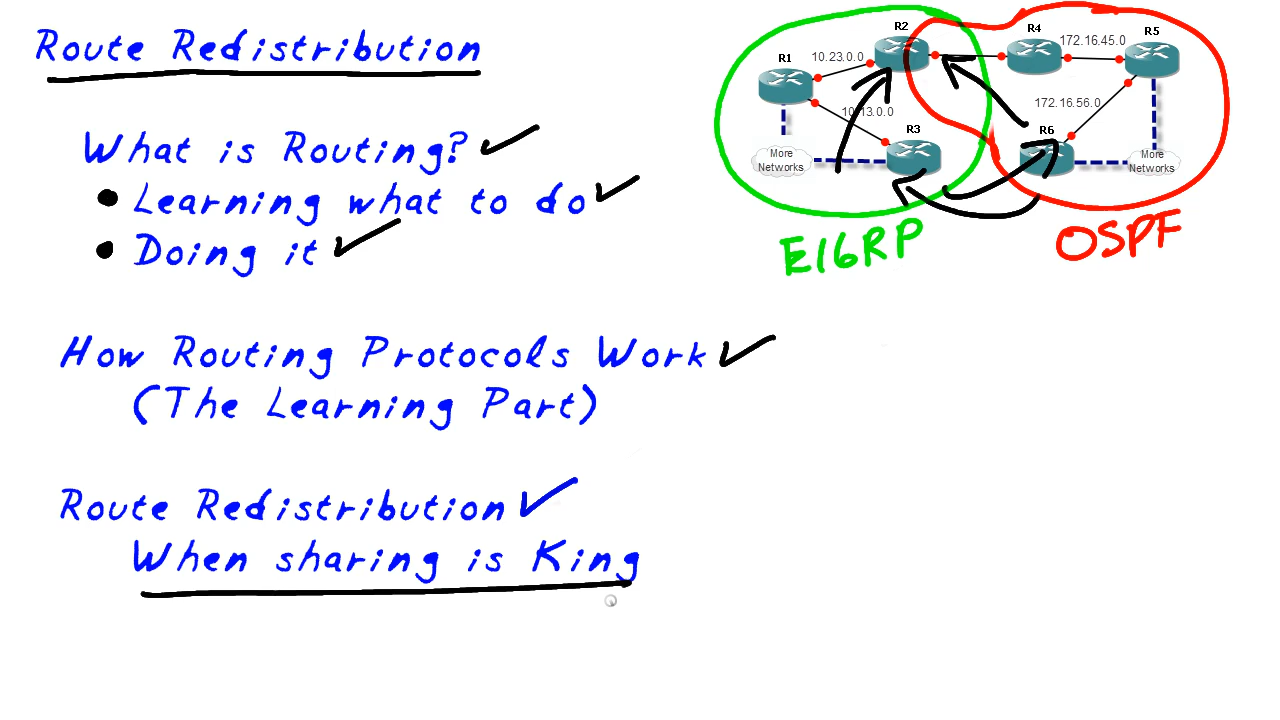 Route Redistribution
What is Routing?
Learning what to do
Doing it
How Routing Protocols Work
(The Learning Part)
Route Redistribution
When sharing is King
R2
R4
R5
10.23.0.0
172.16.45.0
R1
172.16.56.0
10.13.0.0
R3
R6
More
Networks
More
Networks
EIGRP
OSPF